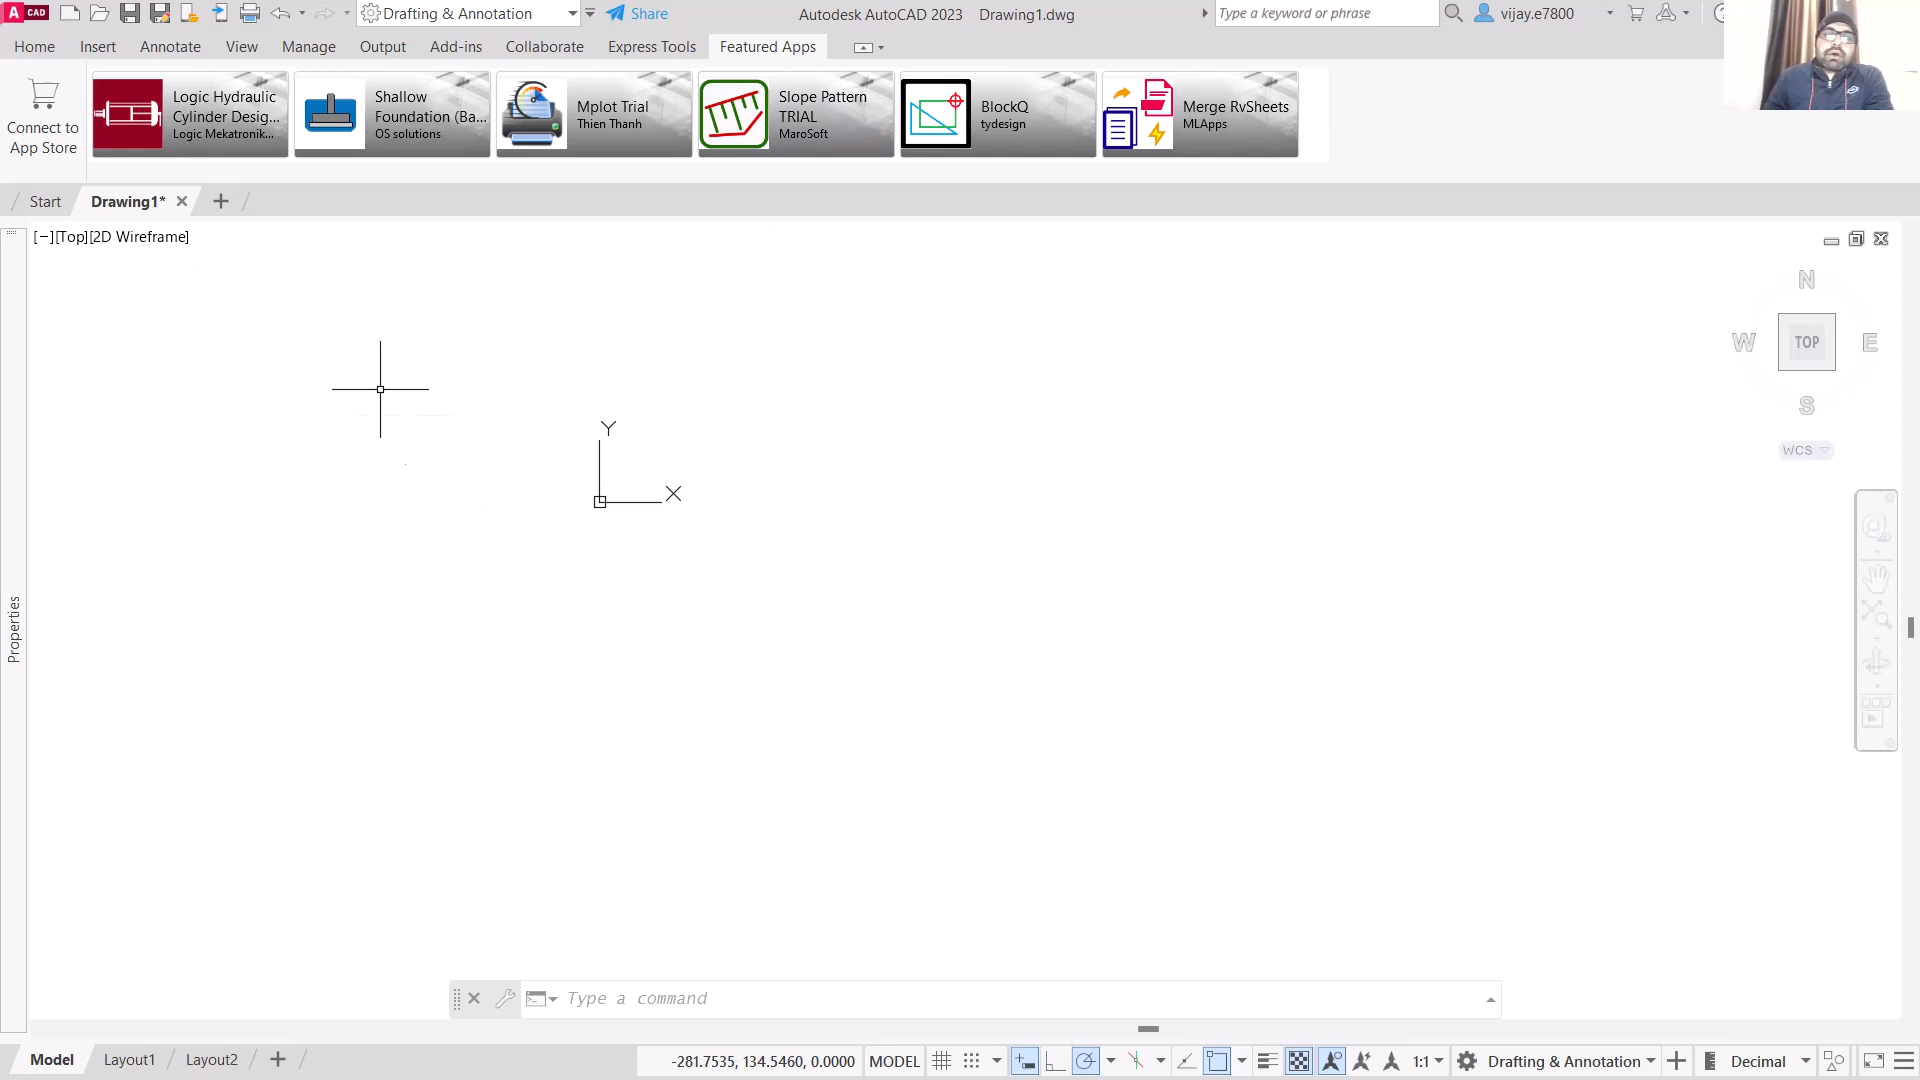 A CAD
Drafting & Annotation
Share
Autodesk AutoCAD 2023 Drawing1.dwg
Type a keyword or phrase
vijay.e7800
Home
Insert
Annotate
View
Manage
Output
Add-ins
Collaborate
Express Tools
Featured Apps
Connect to
App Store
Logic Hydraulic
Cylinder Desig...
Logic Mekatronik...
Shallow
Foundation (Ba...
OS solutions
Mplot Trial
Thien Thanh
Slope Pattern
TRIAL
MaroSoft
BlockQ
tydesign
Merge RvSheets
MLApps
Start
Drawing1*
[−][Top][2D Wireframe]
N
W
TOP
E
S
WCS
Y
X
Properties
Type a command
Model
Layout1
Layout2
-281.7535, 134.5460, 0.0000
MODEL
1:1
Drafting & Annotation
Decimal